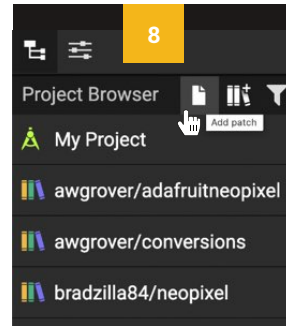 8
Project Browser
Add patch
My Project
awgrover/adafruitneopixel
awgrover/conversions
bradzilla84/neopixel